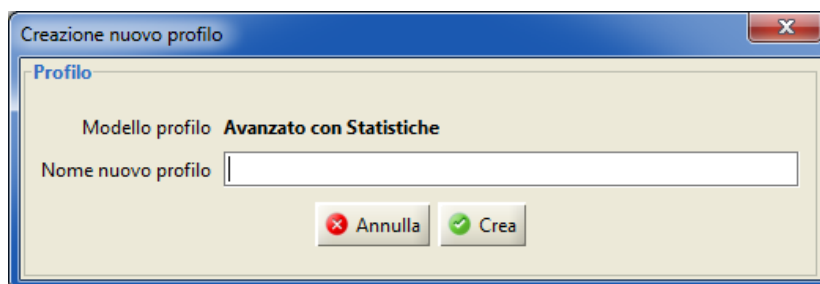 Creazione nuovo profilo
Profilo
Modello profilo Avanzato con Statistiche
Nome nuovo profilo
Annulla Crea